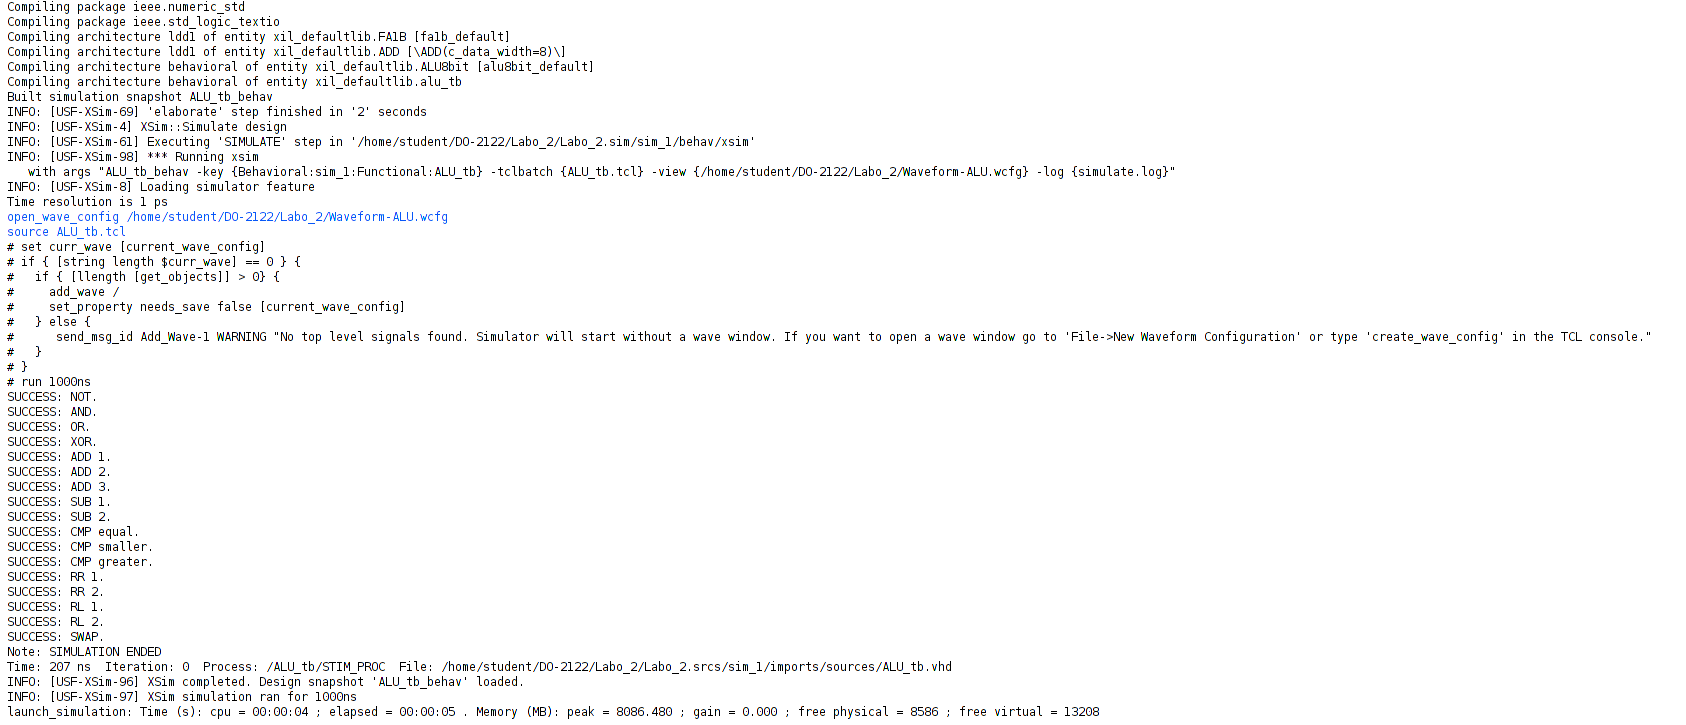 Compiling package ieee.numeric_std
Compiling package ieee.std_logic_textio
Compiling architecture ldd1 of entity xil_defaultlib.FA1B [fa1b_default]
Compiling architecture ldd1 of entity xil_defaultlib.ADD [\ADD(c_data_width=8)\]
Compiling architecture behavioral of entity xil_defaultlib.ALU8bit [alu8bit_default]
Compiling architecture behavioral of entity xil_defaultlib.alu_tb
Built simulation snapshot ALU_tb_behav
INFO: [USF-XSim-69] 'elaborate' step finished in '2' seconds
INFO: [USF-XSim-4] XSim::Simulate design
INFO: [USF-XSim-61] Executing 'SIMULATE' step in '/home/student/DO-2122/Labo_2/Labo_2.sim/sim_1/behav/xsim'
INFO: [USF-XSim-98] *** Running xsim
   with args "ALU_tb_behav -key {Behavioral:sim_1:Functional:ALU_tb} -tclbatch {ALU_tb.tcl} -view {/home/student/DO-2122/Labo_2/Waveform-ALU.wcfg} -log {simulate.log}"
INFO: [USF-XSim-8] Loading simulator feature
Time resolution is 1 ps
open_wave_config /home/student/DO-2122/Labo_2/Waveform-ALU.wcfg
source ALU_tb.tcl
# set curr_wave [current_wave_config]
# if { [string length $curr_wave] == 0 } {
#   if { [llength [get_objects]] > 0} {
#     add_wave /
#     set_property needs_save false [current_wave_config]
#   } else {
#      send_msg_id Add_Wave-1 WARNING "No top level signals found. Simulator will start without a wave window. If you want to open a wave window go to 'File->New Waveform Configuration' or type 'create_wave_config' in the TCL console."
#   }
# }
# run 1000ns
SUCCESS: NOT.
SUCCESS: AND.
SUCCESS: OR.
SUCCESS: XOR.
SUCCESS: ADD 1.
SUCCESS: ADD 2.
SUCCESS: ADD 3.
SUCCESS: SUB 1.
SUCCESS: SUB 2.
SUCCESS: CMP equal.
SUCCESS: CMP smaller.
SUCCESS: CMP greater.
SUCCESS: RR 1.
SUCCESS: RR 2.
SUCCESS: RL 1.
SUCCESS: RL 2.
SUCCESS: SWAP.
Note: SIMULATION ENDED
Time: 207 ns  Iteration: 0  Process: /ALU_tb/STIM_PROC  File: /home/student/DO-2122/Labo_2/Labo_2.srcs/sim_1/imports/sources/ALU_tb.vhd
INFO: [USF-XSim-96] XSim completed. Design snapshot 'ALU_tb_behav' loaded.
INFO: [USF-XSim-97] XSim simulation ran for 1000ns
launch_simulation: Time (s): cpu = 00:00:04 ; elapsed = 00:00:05 . Memory (MB): peak = 8086.480 ; gain = 0.000 ; free physical = 8586 ; free virtual = 13208